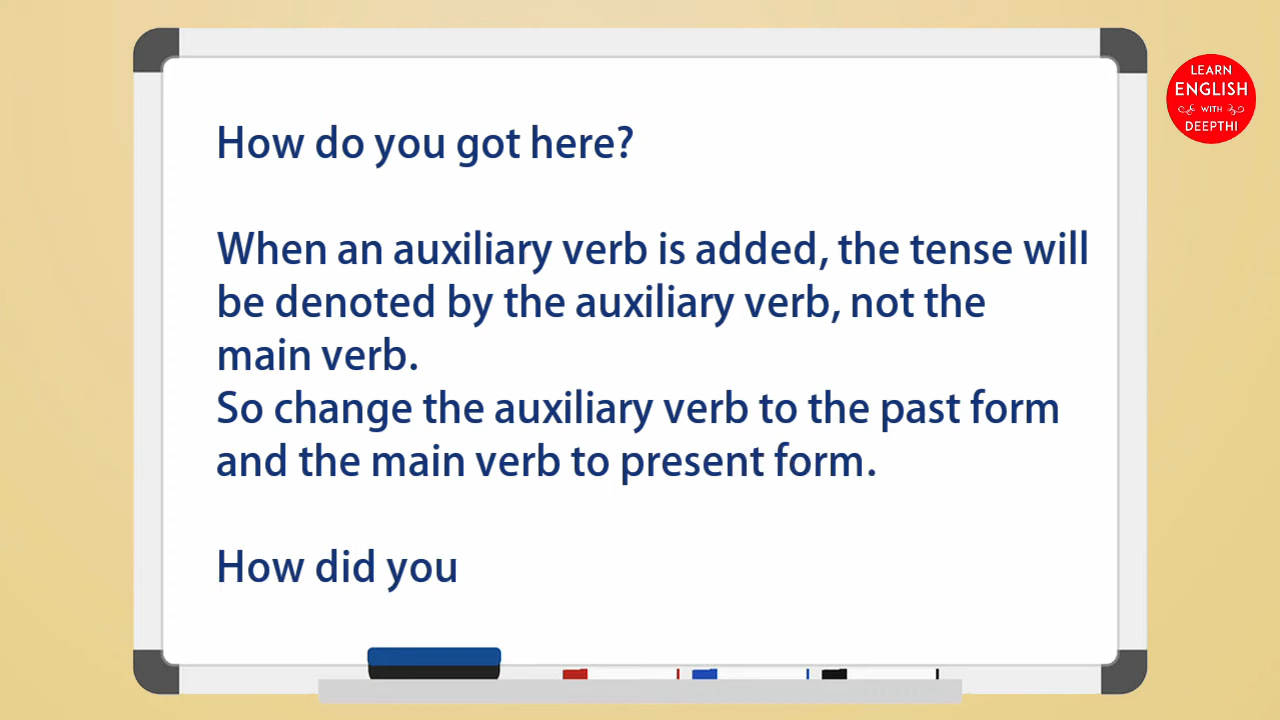 How do you got here?
When an auxiliary verb is added, the tense will
be denoted by the auxiliary verb, not the
main verb.
So change the auxiliary verb to the past form
and the main verb to present form.
How did you
LEARN
ENGLISH
WITH
DEEPTHI